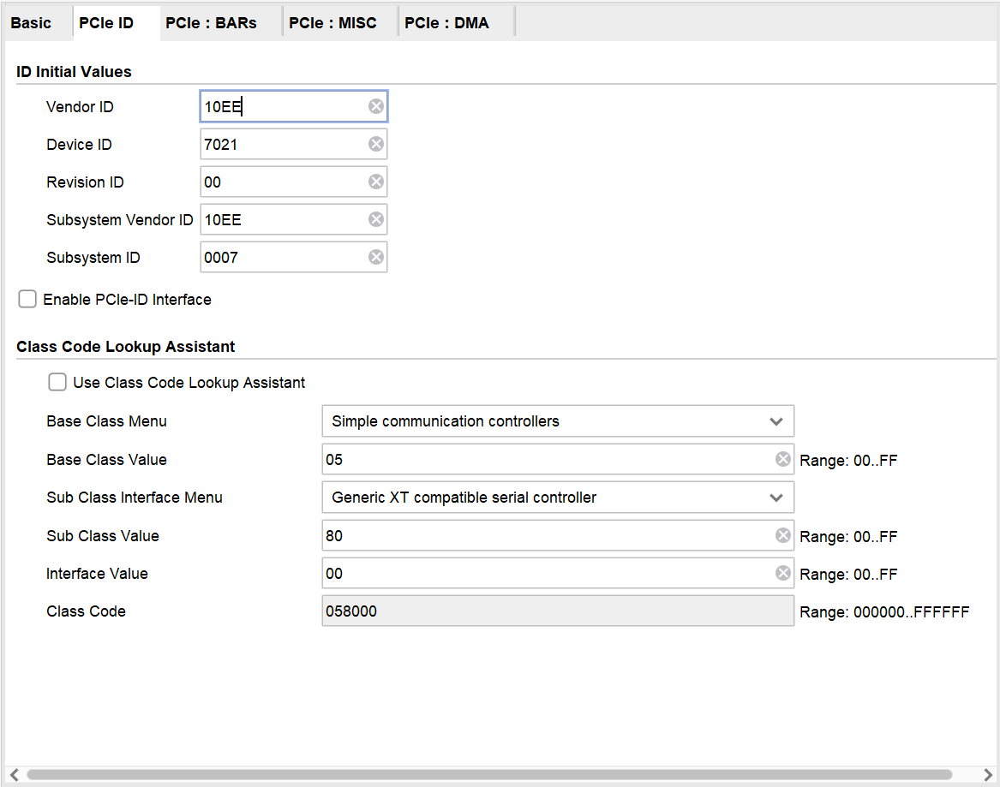 Basic PCIe ID PCIe : BARs PCIe : MISC PCIe : DMA
ID Initial Values
Vendor ID 10EE
Device ID 7021
Revision ID 00
Subsystem Vendor ID 10EE
Subsystem ID 0007
Enable PCIe-ID Interface
Class Code Lookup Assistant
Use Class Code Lookup Assistant
Base Class Menu Simple communication controllers
Base Class Value 05 Range: 00..FF
Sub Class Interface Menu Generic XT compatible serial controller
Sub Class Value 80 Range: 00..FF
Interface Value 00 Range: 00..FF
Class Code 058000 Range: 000000..FFFFFF